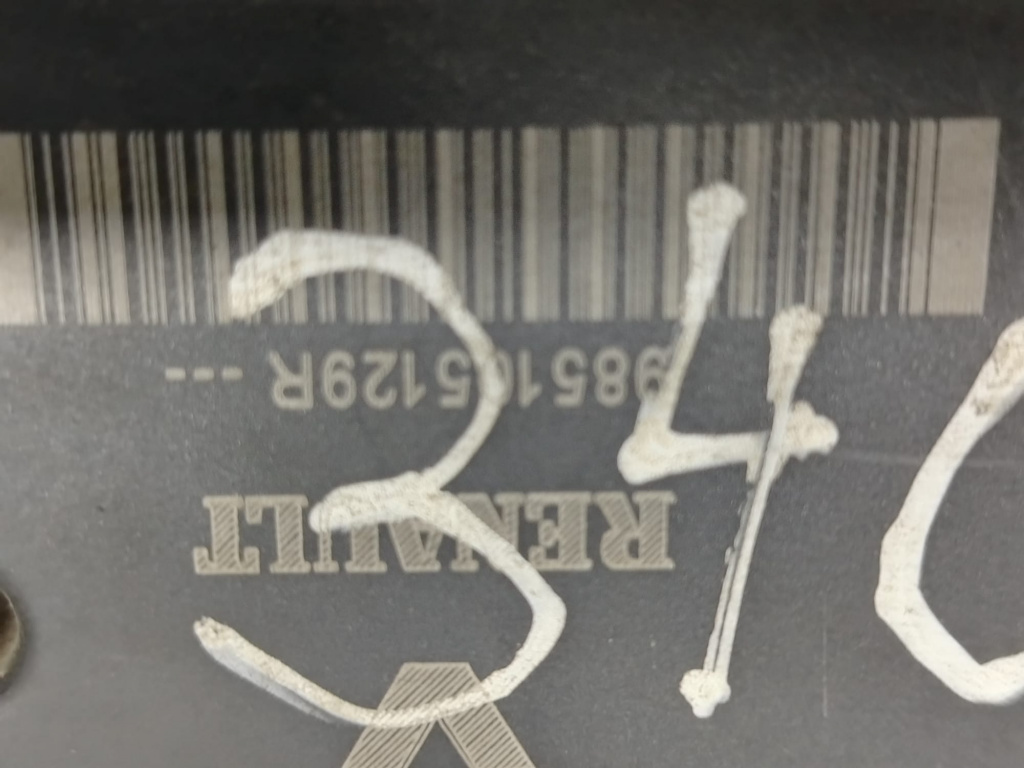 34
985105129R ---
RENAULT